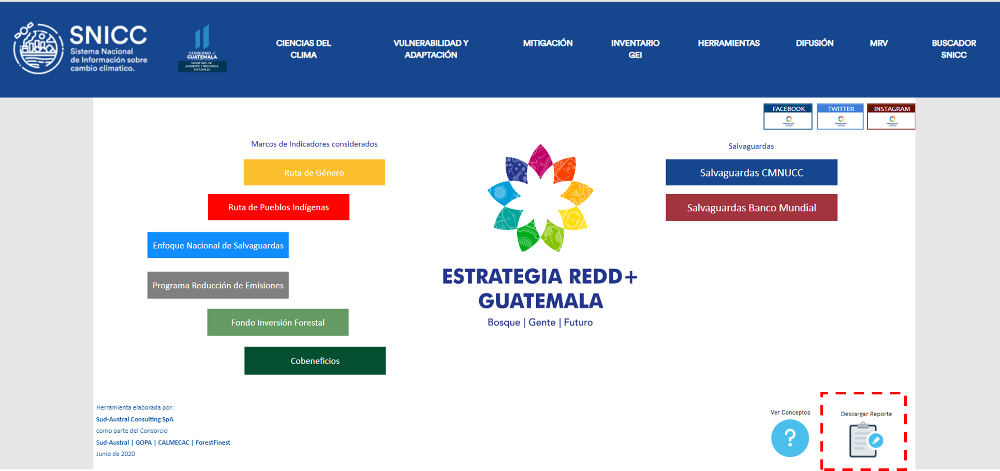 SNICC
Sistema Nacional
de Información sobre
cambio climatico.
GOBIERNO de
GUATEMALA
MINISTERIO DE
AMBIENTE Y RECURSOS
NATURALES
CIENCIAS DEL
CLIMA
VULNERABILIDAD Y
ADAPTACIÓN
MITIGACIÓN
INVENTARIO
GEI
HERRAMIENTAS
DIFUSIÓN
MRV
BUSCADOR
SNICC
FACEBOOK
TWITTER
INSTAGRAM
Marcos de Indicadores considerados
Ruta de Género
Ruta de Pueblos Indígenas
Enfoque Nacional de Salvaguardas
Programa Reducción de Emisiones
Fondo Inversión Forestal
Cobeneficios
ESTRATEGIA REDD+
GUATEMALA
Bosque | Gente | Futuro
Salvaguardas
Salvaguardas CMNUCC
Salvaguardas Banco Mundial
Herramienta elaborada por:
Sud-Austral Consulting SpA
como parte del Consorcio
Sud-Austral | GOPA | CALMECAC | ForestFinest
Junio de 2020
Ver Conceptos
?
Descargar Reporte